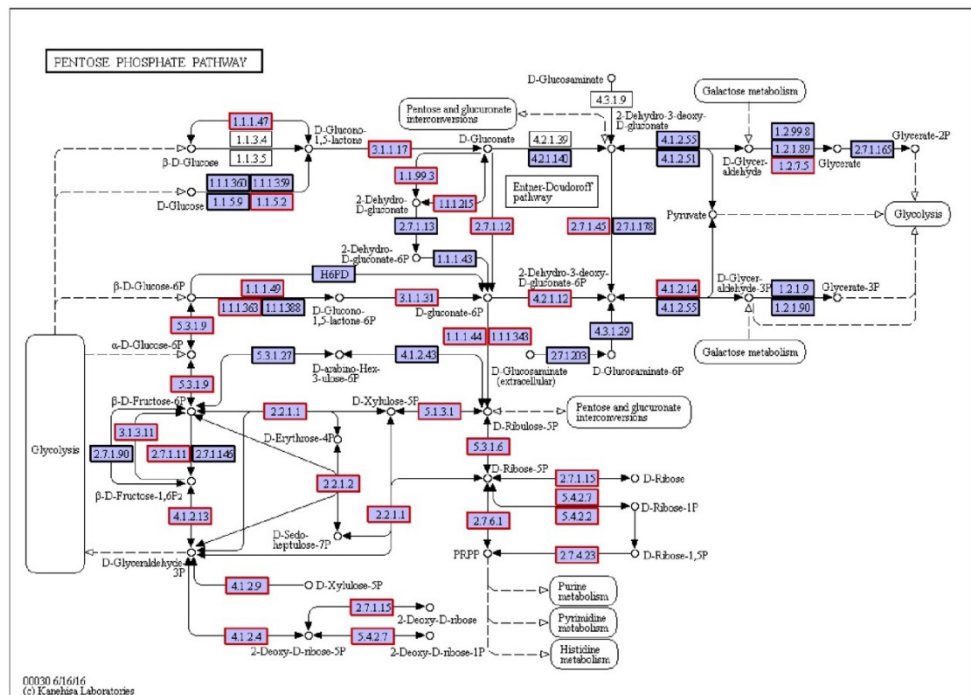 PENTOSE PHOSPHATE PATHWAY
D-Glucosaminate
4.3.1.9
Galactose metabolism
Pentose and glucuronate
interconversions
2-Dehydro-3-deoxy-
D-gluconate
1.1.1.47
1.1.3.4
1.1.3.5
β-D-Glucose
D-Glucono-
1,5-lactone
3.1.1.17
D-Gluconate
4.2.1.39
4.2.1.140
4.1.2.55
4.1.2.51
D-Glycer-
aldehyde
1.2.99.8
1.2.1.89
1.2.7.5
Glycerate
2.7.1.165
Glycerate-2P
1.1.1.360
1.1.1.359
1.1.5.9
1.1.5.2
D-Glucose
1.1.99.3
2-Dehydro-
D-gluconate
1.1.1.215
Entner-Doudoroff
pathway
Pyruvate
Glycolysis
2.7.1.13
2.7.1.12
2.7.1.45
2.7.1.178
2-Dehydro-
D-gluconate-6P
1.1.1.43
H6PD
β-D-Glucose-6P
1.1.1.49
1.1.1.363
1.1.1.388
D-Glucono-
1,5-lactone-6P
3.1.1.31
D-gluconate-6P
2-Dehydro-3-deoxy-
D-gluconate-6P
4.2.1.12
4.1.2.14
4.1.2.55
D-Glycer-
aldehyde-3P
1.2.1.9
1.2.1.90
Glycerate-3P
5.3.1.9
α-D-Glucose-6P
1.1.1.44
1.1.1.343
4.3.1.29
D-Glucosaminate
(extracellular)
2.7.1.203
D-Glucosaminate-6P
Galactose metabolism
5.3.1.9
5.3.1.27
D-arabino-Hex-
3-ulose-6P
4.1.2.43
β-D-Fructose-6P
2.2.1.1
D-Xylulose-5P
5.1.3.1
D-Ribulose-5P
Pentose and glucuronate
interconversions
Glycolysis
3.1.3.11
2.7.1.90
2.7.1.11
2.7.1.146
D-Erythrose-4P
5.3.1.6
β-D-Fructose-1,6P2
2.2.1.2
D-Ribose-5P
2.7.1.15
D-Ribose
5.4.2.7
5.4.2.2
D-Ribose-1P
4.1.2.13
2.2.1.1
2.7.6.1
D-Sedo-
heptulose-7P
D-Glyceraldehyde-
3P
PRPP
2.7.4.23
D-Ribose-1,5P
4.1.2.9
D-Xylulose-5P
Purine
metabolism
2.7.1.15
2-Deoxy-D-ribose
Pyrimidine
metabolism
4.1.2.4
2-Deoxy-D-ribose-5P
5.4.2.7
2-Deoxy-D-ribose-1P
Histidine
metabolism
00030 6/16/16
(c) Kanehisa Laboratories